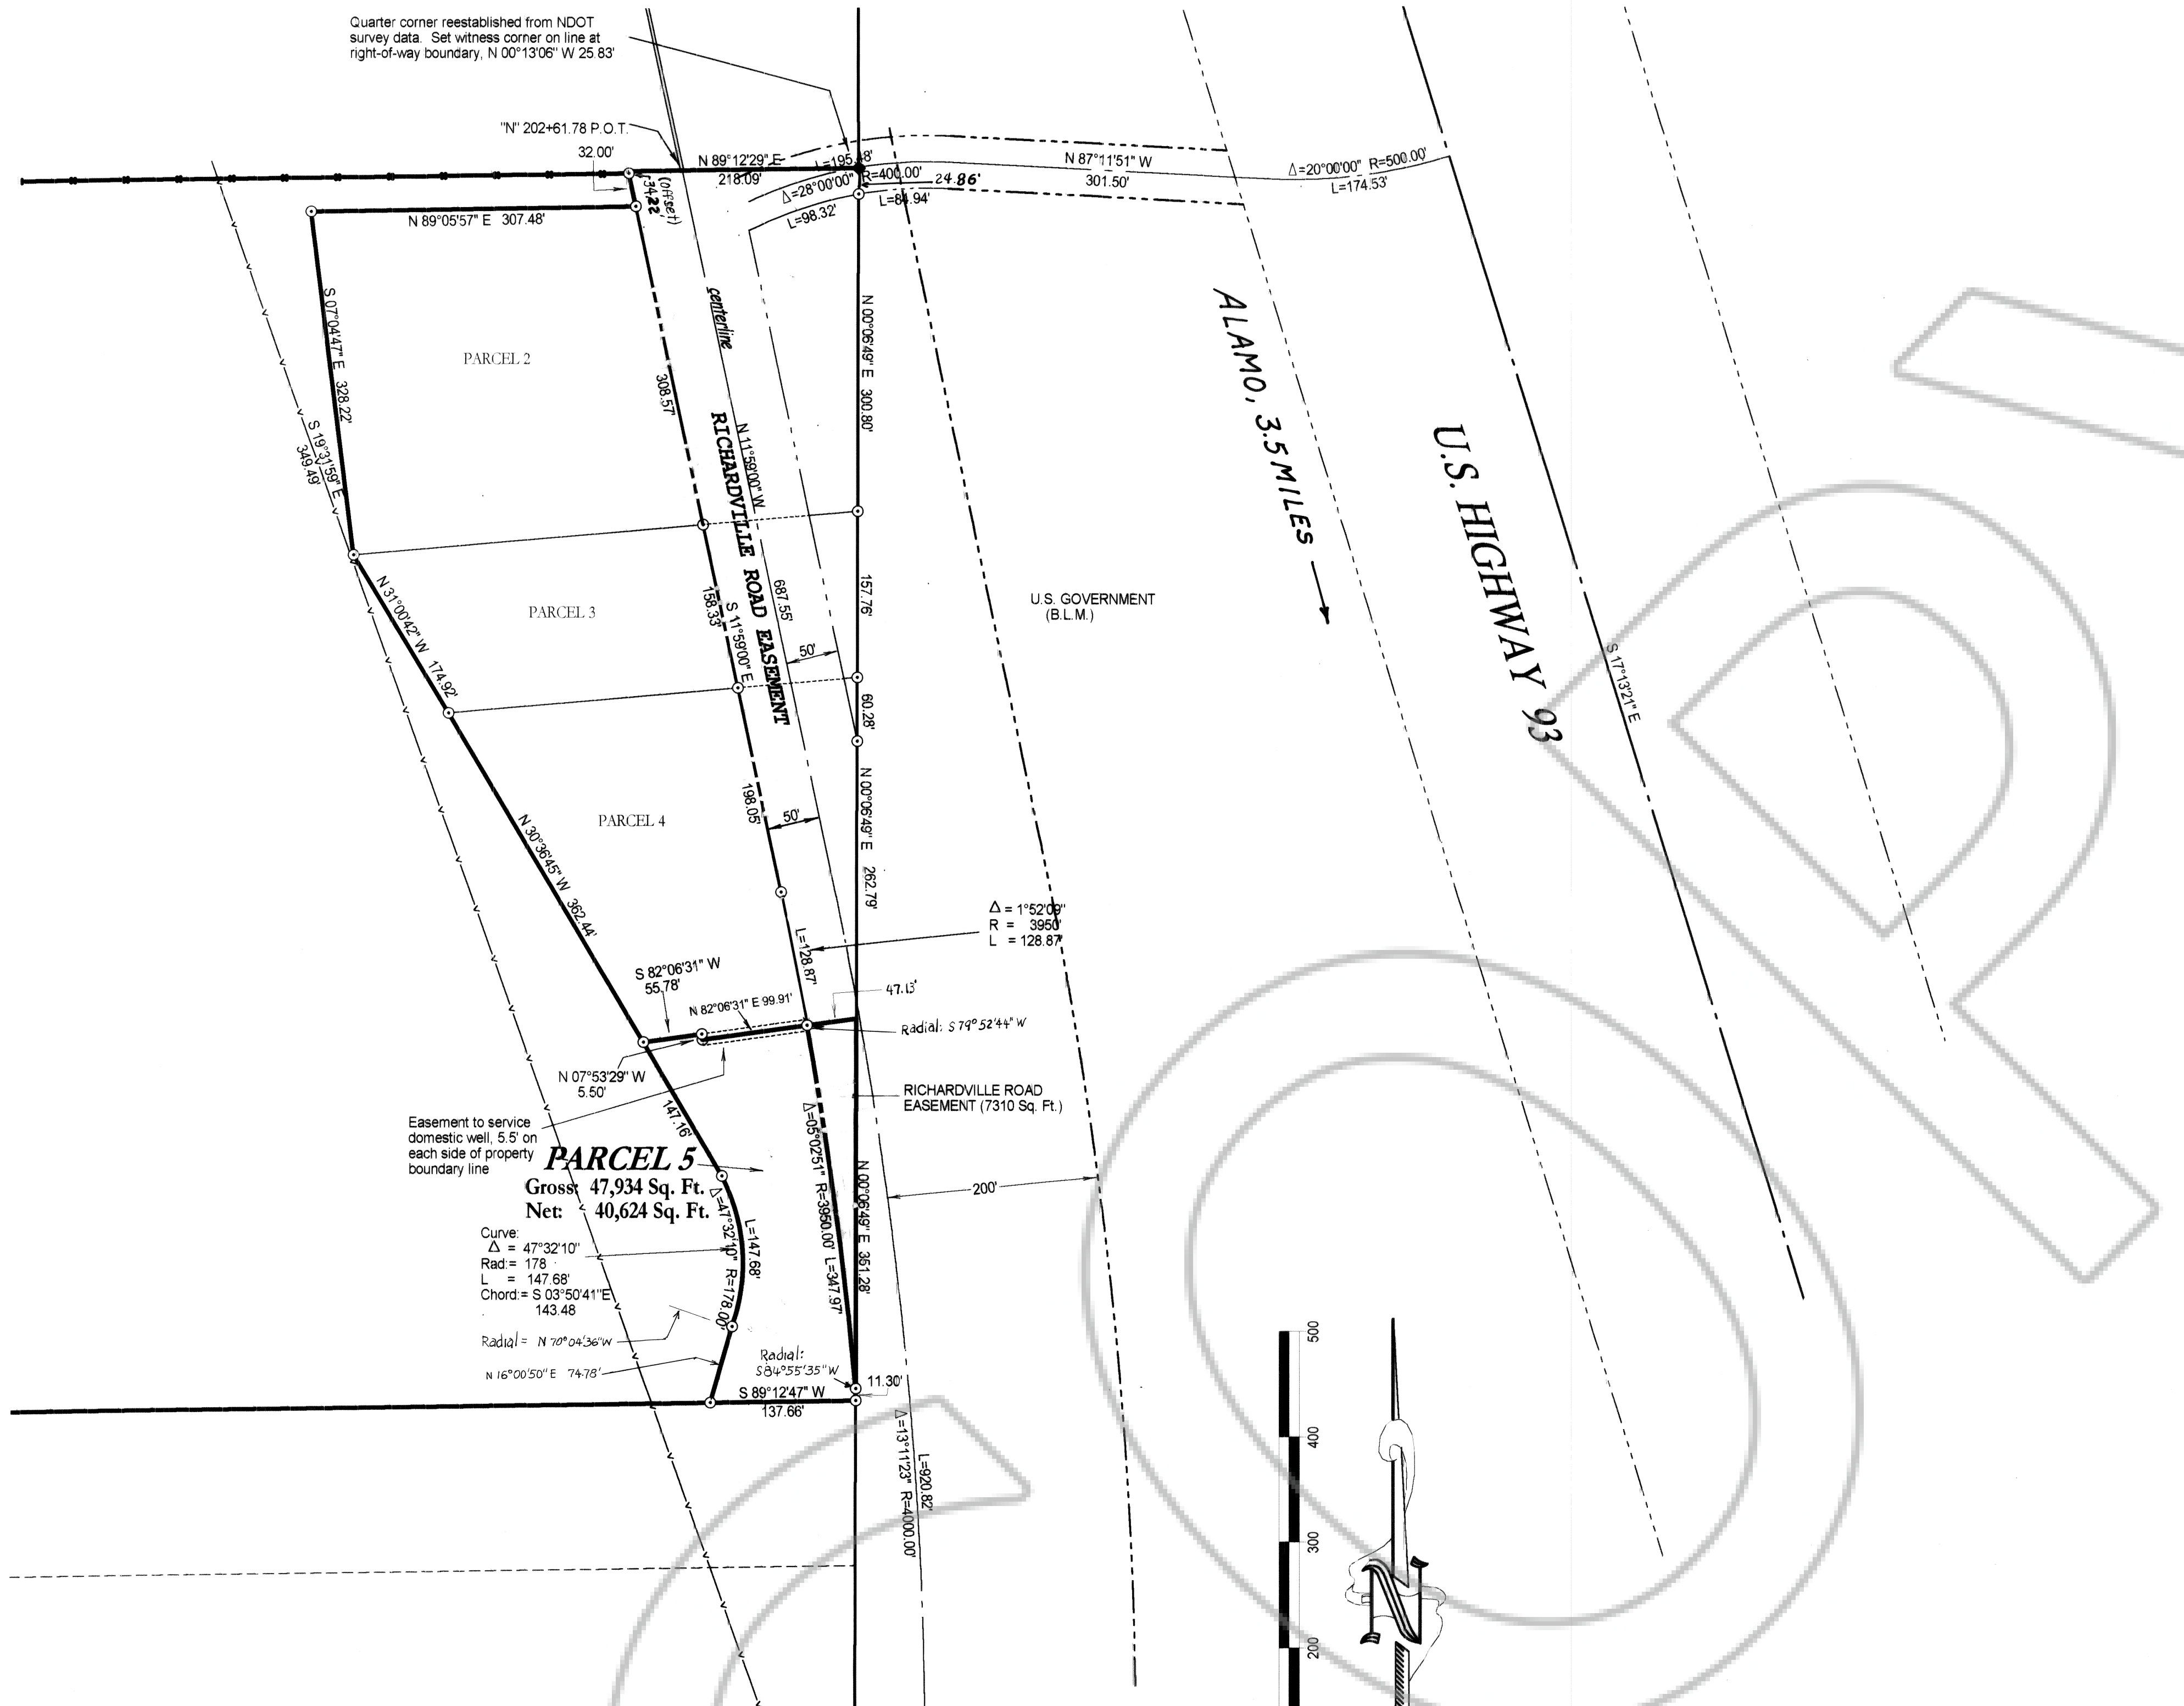 Quarter corner reestablished from NDOT
survey data. Set witness corner on line at
right-of-way boundary, N 00°13'06" W 25.83'
"N" 202+61.78 P.O.T.
32.00'
N 89°12'29" E
218.09'
L=195.48'
R=400.00'
Δ=28°00'00"
L=98.32'
24.86'
L=84.94'
N 87°11'51" W
301.50'
Δ=20°00'00" R=500.00'
L=174.53'
34.22'
(offset)
N 89°05'57" E 307.48'
S 07°04'47" E 328.22'
PARCEL 2
308.57'
centerline
N 11°59'00" W
687.55'
RICHARDVILLE ROAD EASEMENT
N 00°06'49" E 300.80'
S 19°31'59" E
349.49'
ALAMO, 3.5 MILES
U.S. HIGHWAY 93
S 17°13'21" E
N 31°00'42" W 174.92'
PARCEL 3
158.33'
S 11°59'00" E
50'
157.76'
U.S. GOVERNMENT
(B.L.M.)
60.28'
PARCEL 4
198.05'
50'
N 00°06'49" E 262.79'
N 30°36'45" W 362.44'
L=128.87'
Δ = 1°52'09"
R = 3950'
L = 128.87'
S 82°06'31" W
55.78'
N 82°06'31" E 99.91'
47.13'
Radial: S 79°52'44" W
N 07°53'29" W
5.50'
RICHARDVILLE ROAD
EASEMENT (7310 Sq. Ft.)
147.16'
Easement to service
domestic well, 5.5' on
each side of property
boundary line
PARCEL 5
Gross: 47,934 Sq. Ft.
Net: 40,624 Sq. Ft.
Δ=05°02'51" R=3950.00' L=347.97'
N 00°06'49" E 351.28'
200'
Δ=47°32'10" R=178.00'
L=147.68'
Curve:
Δ = 47°32'10"
Rad:= 178
L = 147.68'
Chord:= S 03°50'41"E
143.48
Radial = N 70°04'36"W
N 16°00'50" E 74.78'
Radial:
S84°55'35" W
11.30'
S 89°12'47" W
137.66'
Δ=13°11'23" R=4000.00'
L=920.82'
500
400
300
200
N